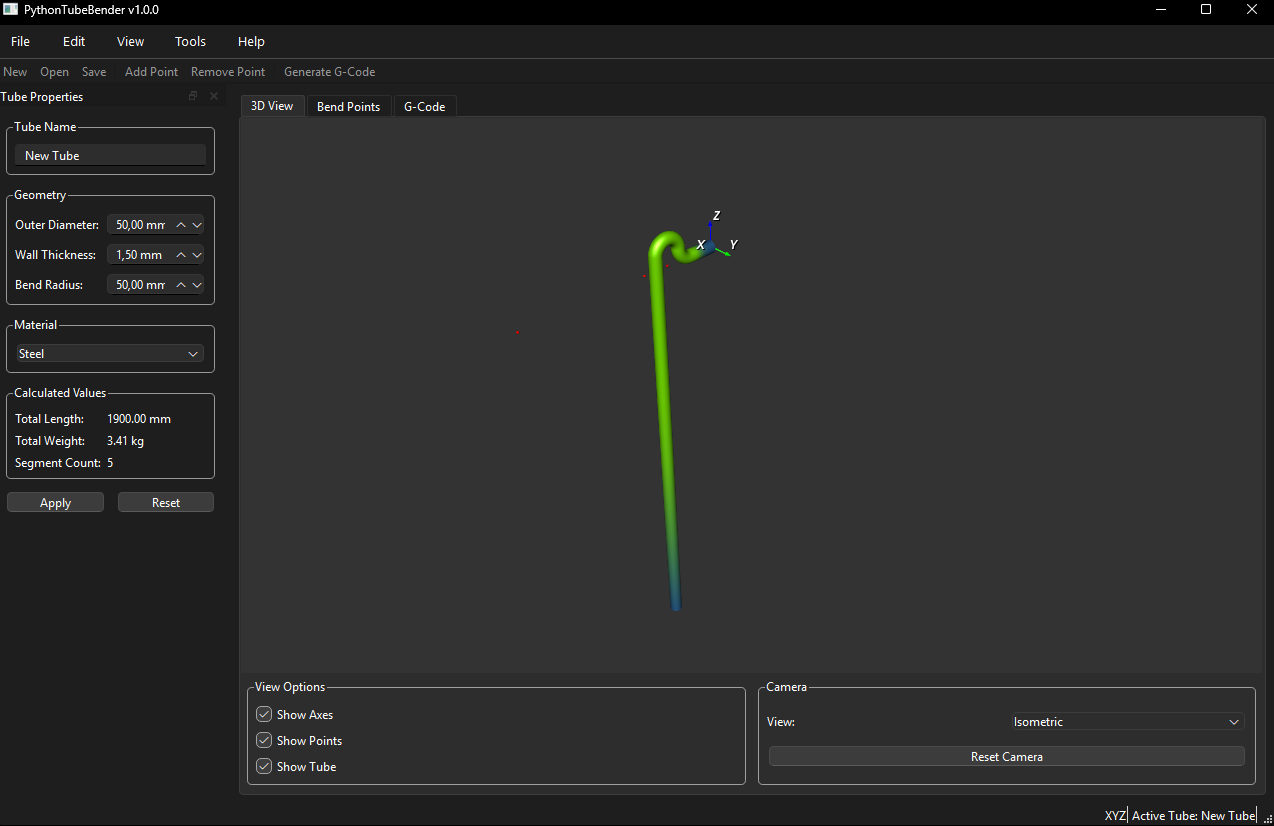 PythonTubeBender v1.0.0
File Edit View Tools Help
New Open Save Add Point Remove Point Generate G-Code
Tube Properties
Tube Name
New Tube
Geometry
Outer Diameter: 50,00 mm
Wall Thickness: 1,50 mm
Bend Radius: 50,00 mm
Material
Steel
Calculated Values
Total Length: 1900.00 mm
Total Weight: 3.41 kg
Segment Count: 5
Apply Reset
3D View Bend Points G-Code
Z
X Y
View Options
Show Axes
Show Points
Show Tube
Camera
View: Isometric
Reset Camera
XYZ Active Tube: New Tube